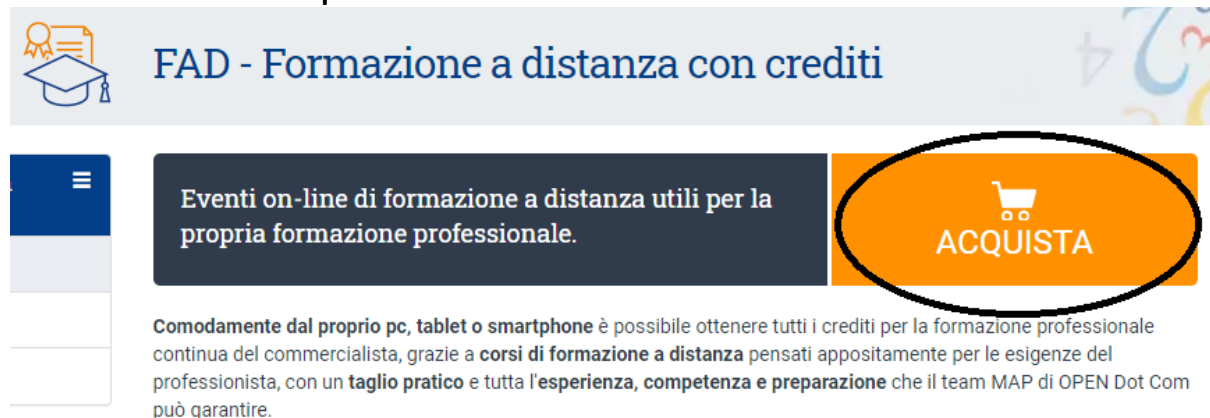 FAD - Formazione a distanza con crediti
Eventi on-line di formazione a distanza utili per la
propria formazione professionale.
ACQUISTA
Comodamente dal proprio pc, tablet o smartphone è possibile ottenere tutti i crediti per la formazione professionale
continua del commercialista, grazie a corsi di formazione a distanza pensati appositamente per le esigenze del
professionista, con un taglio pratico e tutta l'esperienza, competenza e preparazione che il team MAP di OPEN Dot Com
può garantire.